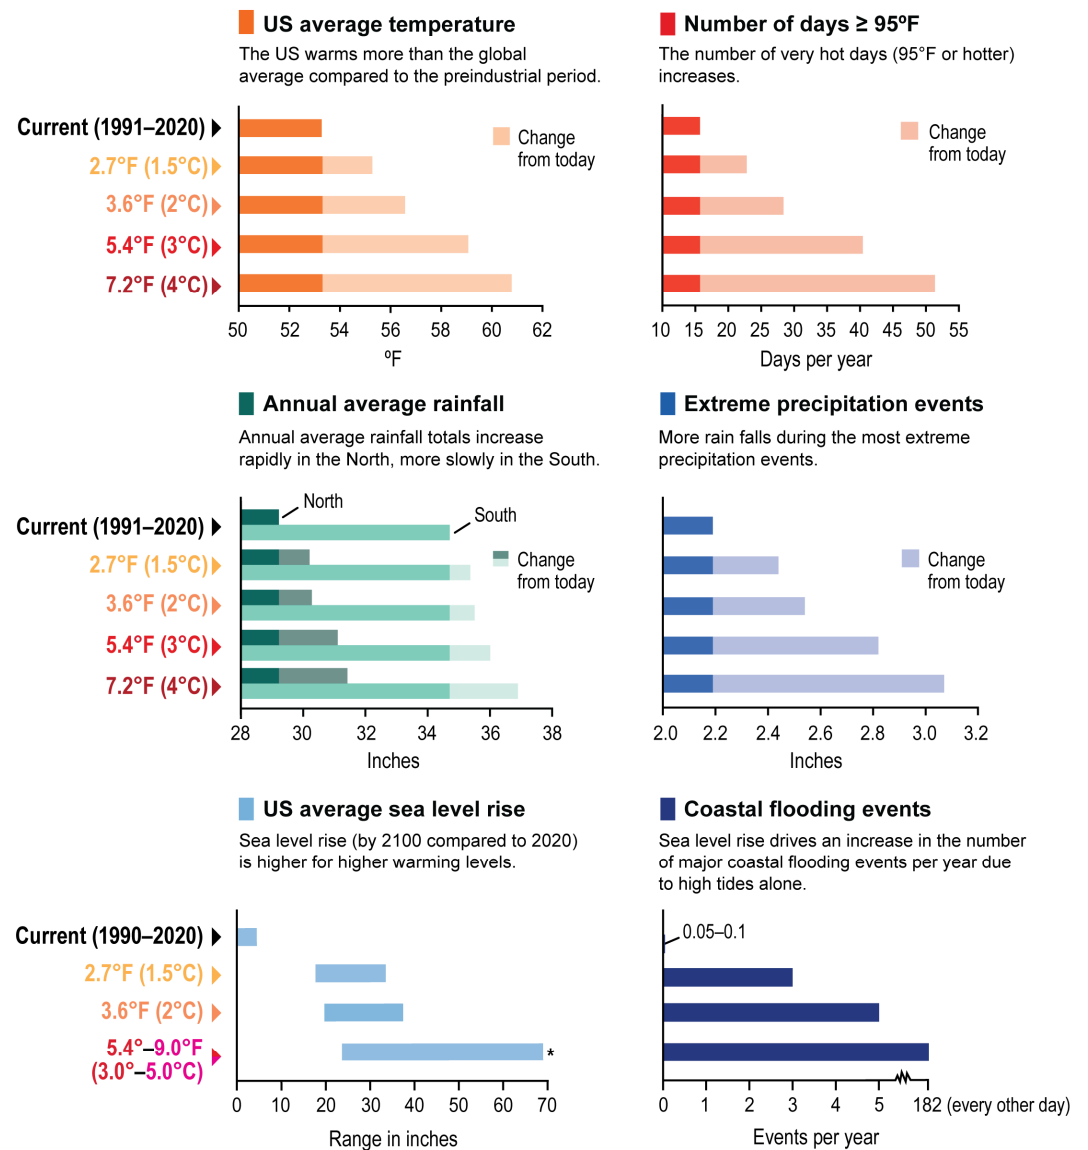 US average temperature
The US warms more than the global
average compared to the preindustrial period.
Current (1991–2020)
2.7°F (1.5°C)
3.6°F (2°C)
5.4°F (3°C)
7.2°F (4°C)
Change
from today
50 52 54 56 58 60 62
ºF
Number of days ≥ 95ºF
The number of very hot days (95°F or hotter)
increases.
Change
from today
10 15 20 25 30 35 40 45 50 55
Days per year
Annual average rainfall
Annual average rainfall totals increase
rapidly in the North, more slowly in the South.
North
South
Current (1991–2020)
2.7°F (1.5°C)
3.6°F (2°C)
5.4°F (3°C)
7.2°F (4°C)
Change
from today
28 30 32 34 36 38
Inches
Extreme precipitation events
More rain falls during the most extreme
precipitation events.
Change
from today
2.0 2.2 2.4 2.6 2.8 3.0 3.2
Inches
US average sea level rise
Sea level rise (by 2100 compared to 2020)
is higher for higher warming levels.
Current (1990–2020)
2.7°F (1.5°C)
3.6°F (2°C)
5.4°–9.0°F
(3.0°–5.0°C)
*
0 10 20 30 40 50 60 70
Range in inches
Coastal flooding events
Sea level rise drives an increase in the number
of major coastal flooding events per year due
to high tides alone.
0.05–0.1
0 1 2 3 4 5 182 (every other day)
Events per year